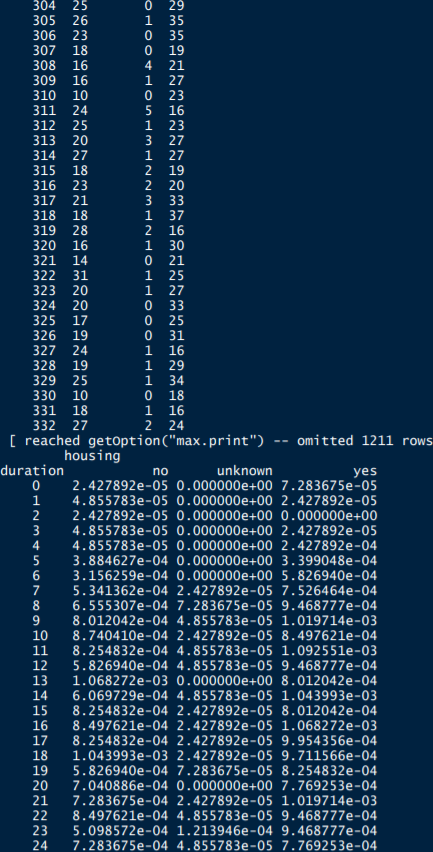 304 25 0 29
305 26 1 35
306 23 0 35
307 18 0 19
308 16 4 21
309 16 1 27
310 10 0 23
311 24 5 16
312 25 1 23
313 20 3 27
314 27 1 27
315 18 2 19
316 23 2 20
317 21 3 33
318 18 1 37
319 28 2 16
320 16 1 30
321 14 0 21
322 31 1 25
323 20 1 27
324 20 0 33
325 17 0 25
326 19 0 31
327 24 1 16
328 19 1 29
329 25 1 34
330 10 0 18
331 18 1 16
332 27 2 24
[ reached getOption("max.print") -- omitted 1211 rows
housing
duration no unknown yes
0 2.427892e-05 0.000000e+00 7.283675e-05
1 4.855783e-05 0.000000e+00 2.427892e-05
2 2.427892e-05 0.000000e+00 0.000000e+00
3 4.855783e-05 0.000000e+00 2.427892e-05
4 4.855783e-05 0.000000e+00 2.427892e-04
5 3.884627e-04 0.000000e+00 3.399048e-04
6 3.156259e-04 0.000000e+00 5.826940e-04
7 5.341362e-04 2.427892e-05 7.526464e-04
8 6.555307e-04 7.283675e-05 9.468777e-04
9 8.012042e-04 4.855783e-05 1.019714e-03
10 8.740410e-04 2.427892e-05 8.497621e-04
11 8.254832e-04 4.855783e-05 1.092551e-03
12 5.826940e-04 4.855783e-05 9.468777e-04
13 1.068272e-03 0.000000e+00 8.012042e-04
14 6.069729e-04 4.855783e-05 1.043993e-03
15 8.254832e-04 2.427892e-05 8.012042e-04
16 8.497621e-04 2.427892e-05 1.068272e-03
17 8.254832e-04 2.427892e-05 9.954356e-04
18 1.043993e-03 2.427892e-05 9.711566e-04
19 5.826940e-04 7.283675e-05 8.254832e-04
20 7.040886e-04 0.000000e+00 7.769253e-04
21 7.283675e-04 2.427892e-05 1.019714e-03
22 8.497621e-04 4.855783e-05 9.468777e-04
23 5.098572e-04 1.213946e-04 9.468777e-04
24 7.283675e-04 4.855783e-05 7.769253e-04